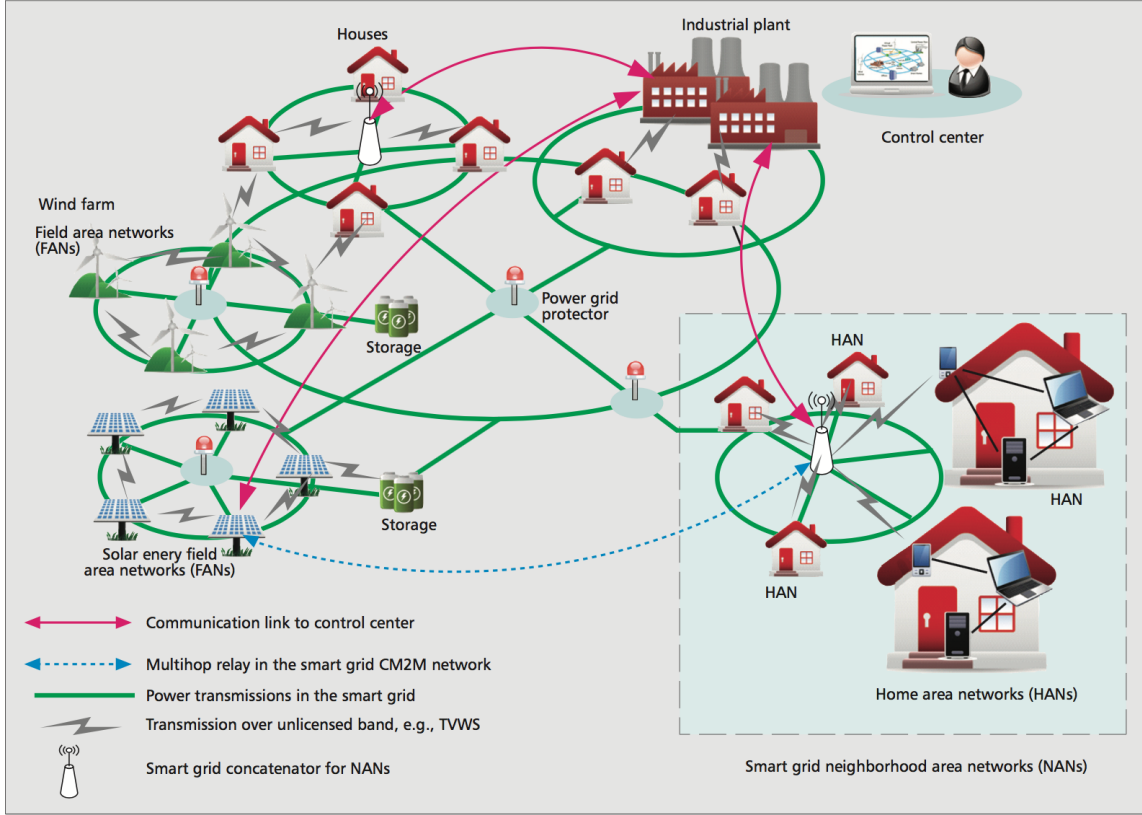 Houses
Industrial plant
Control center
Wind farm
Field area networks
(FANs)
Power grid
protector
Storage
HAN
HAN
Storage
Solar enery field
area networks (FANs)
HAN
Home area networks (HANs)
Communication link to control center
Multihop relay in the smart grid CM2M network
Power transmissions in the smart grid
Transmission over unlicensed band, e.g., TVWS
Smart grid concatenator for NANs
Smart grid neighborhood area networks (NANs)